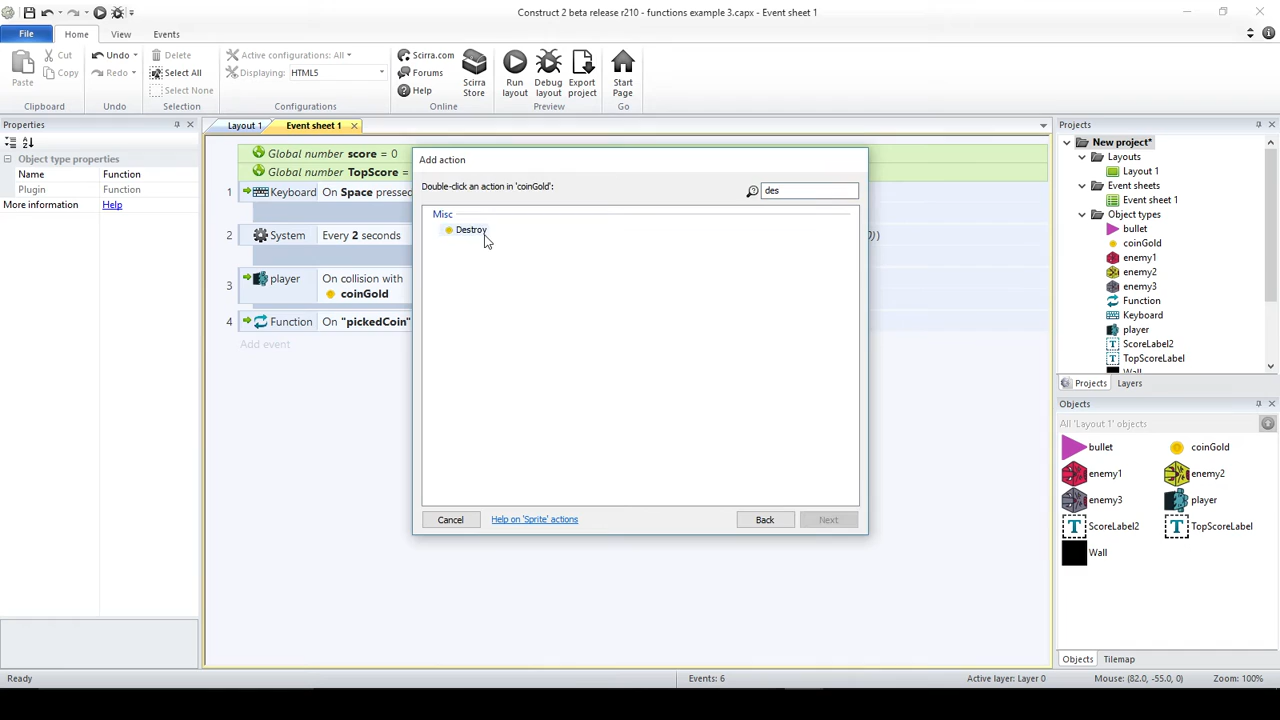 Construct 2 beta release r210 - functions example 3.capx - Event sheet 1
File
Home
View
Events
Paste
Cut
Copy
Clipboard
Undo
Redo
Undo
Delete
Select All
Select None
Selection
Active configurations: All
Displaying: HTML5
Configurations
Scirra.com
Forums
Help
Scirra Store
Online
Run layout
Debug layout
Export project
Preview
Start Page
Go
Properties
Object type properties
Name Function
Plugin Function
More information Help
Layout 1
Event sheet 1
Global number score = 0
Global number TopScore =
1 Keyboard On Space pressed
2 System Every 2 seconds
3 player On collision with
coinGold
4 Function On "pickedCoin"
Add event
Add action
Double-click an action in 'coinGold':
des
Misc
Destroy
Cancel
Help on 'Sprite' actions
Back
Next
Projects
New project*
Layouts
Layout 1
Event sheets
Event sheet 1
Object types
bullet
coinGold
enemy1
enemy2
enemy3
Function
Keyboard
player
ScoreLabel2
TopScoreLabel
Wall
Projects
Layers
Objects
All 'Layout 1' objects
bullet
coinGold
enemy1
enemy2
enemy3
player
ScoreLabel2
TopScoreLabel
Wall
Objects
Tilemap
Ready
Events: 6
Active layer: Layer 0
Mouse: (82.0, -55.0, 0)
Zoom: 100%